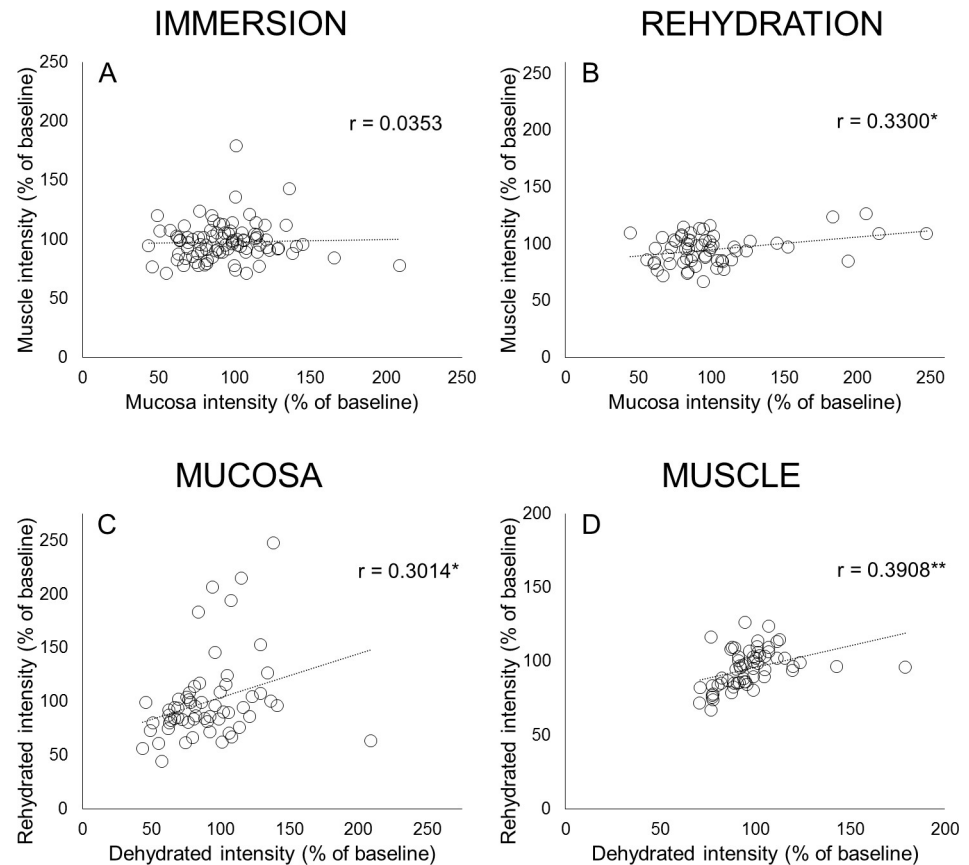 IMMERSION
A
r = 0.0353
Muscle intensity (% of baseline)
250
200
150
100
50
0
0 50 100 150 200 250
Mucosa intensity (% of baseline)
REHYDRATION
B
r = 0.3300*
Muscle intensity (% of baseline)
250
200
150
100
50
0
0 50 100 150 200 250
Mucosa intensity (% of baseline)
MUCOSA
C
r = 0.3014*
Rehydrated intensity (% of baseline)
250
200
150
100
50
0
0 50 100 150 200 250
Dehydrated intensity (% of baseline)
MUSCLE
D
r = 0.3908**
Rehydrated intensity (% of baseline)
200
150
100
50
0
0 50 100 150 200
Dehydrated intensity (% of baseline)